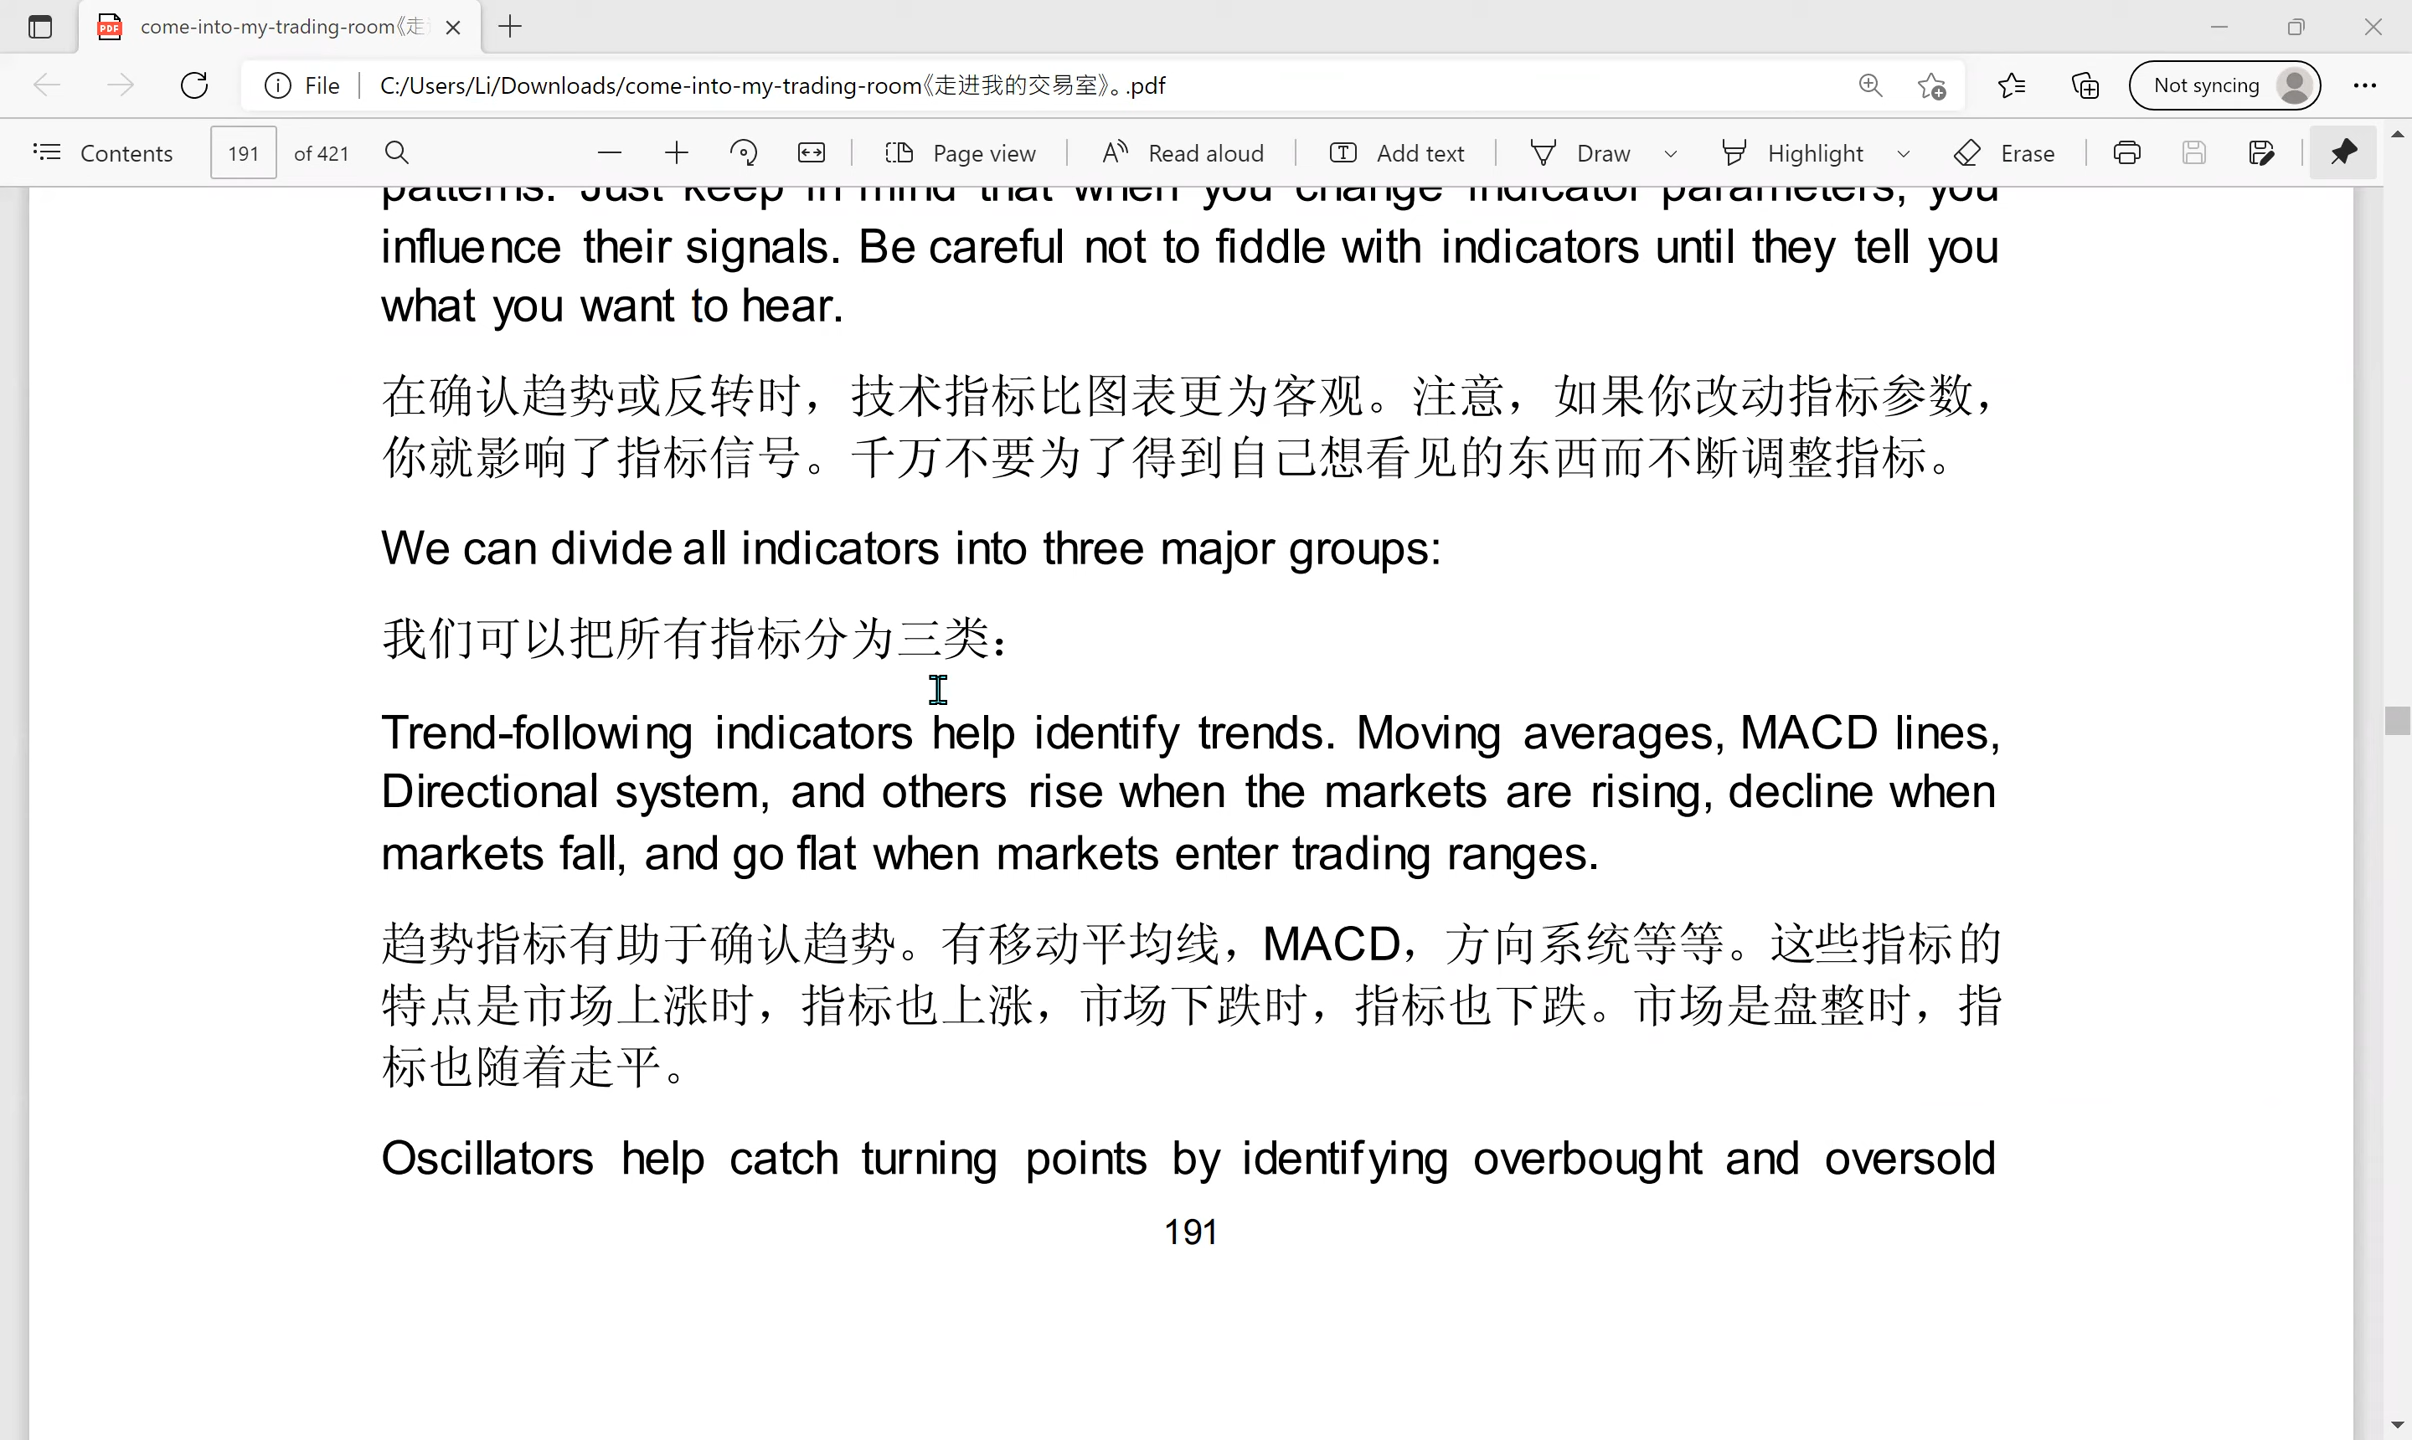 come-into-my-trading-room《走
File C:/Users/Li/Downloads/come-into-my-trading-room《走进我的交易室》。.pdf
Not syncing
Contents 191 of 421 Page view Read aloud Add text Draw Highlight Erase
patterns. Just keep in mind that when you change indicator parameters, you
influence their signals. Be careful not to fiddle with indicators until they tell you
what you want to hear.
在确认趋势或反转时，技术指标比图表更为客观。注意，如果你改动指标参数，
你就影响了指标信号。千万不要为了得到自己想看见的东西而不断调整指标。
We can divide all indicators into three major groups:
我们可以把所有指标分为三类：
Trend-following indicators help identify trends. Moving averages, MACD lines,
Directional system, and others rise when the markets are rising, decline when
markets fall, and go flat when markets enter trading ranges.
趋势指标有助于确认趋势。有移动平均线，MACD，方向系统等等。这些指标的
特点是市场上涨时，指标也上涨，市场下跌时，指标也下跌。市场是盘整时，指
标也随着走平。
Oscillators help catch turning points by identifying overbought and oversold
191